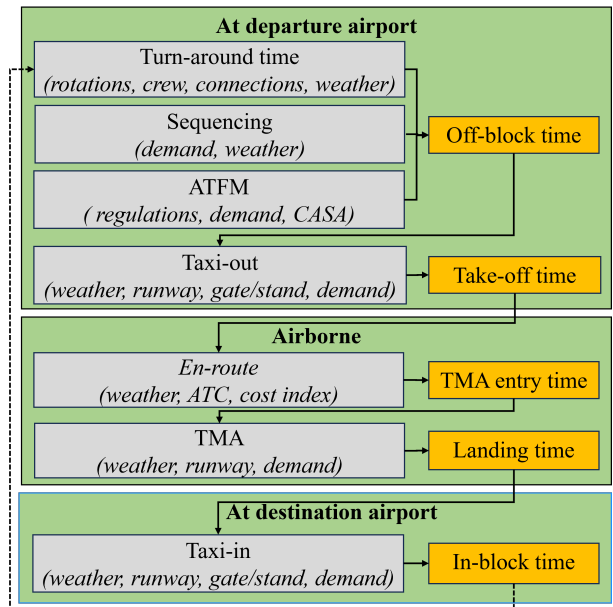 At departure airport
Turn-around time
(rotations, crew, connections, weather)
Sequencing
(demand, weather)
Off-block time
ATFM
( regulations, demand, CASA)
Taxi-out
(weather, runway, gate/stand, demand)
Take-off time
Airborne
En-route
(weather, ATC, cost index)
TMA entry time
TMA
(weather, runway, demand)
Landing time
At destination airport
Taxi-in
(weather, runway, gate/stand, demand)
In-block time